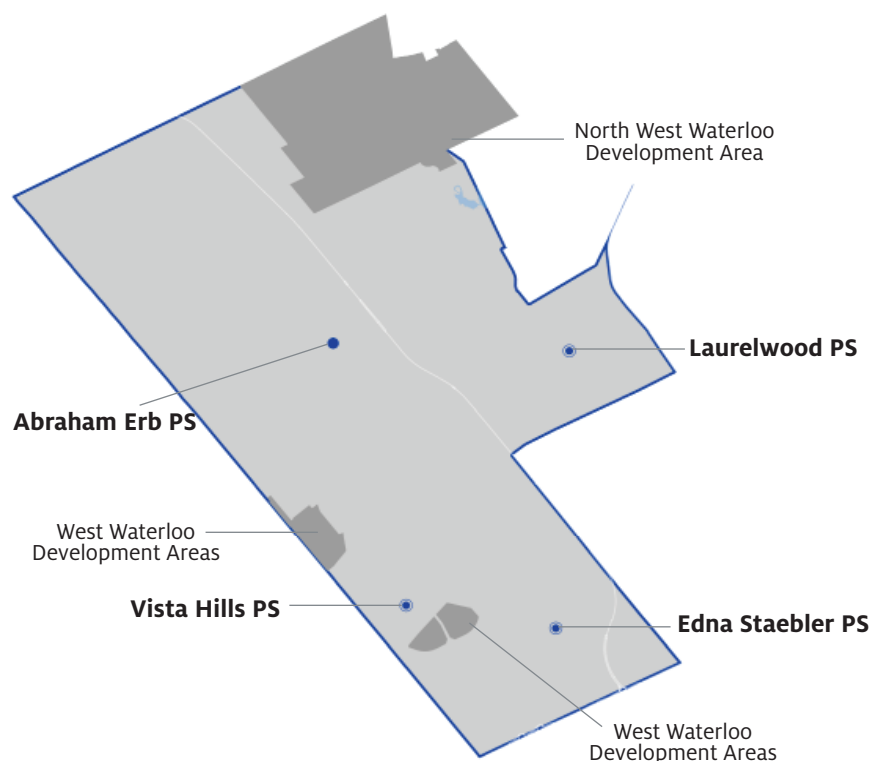 North West Waterloo
Development Area
Laurelwood PS
Abraham Erb PS
West Waterloo
Development Areas
Vista Hills PS
Edna Staebler PS
West Waterloo
Development Areas